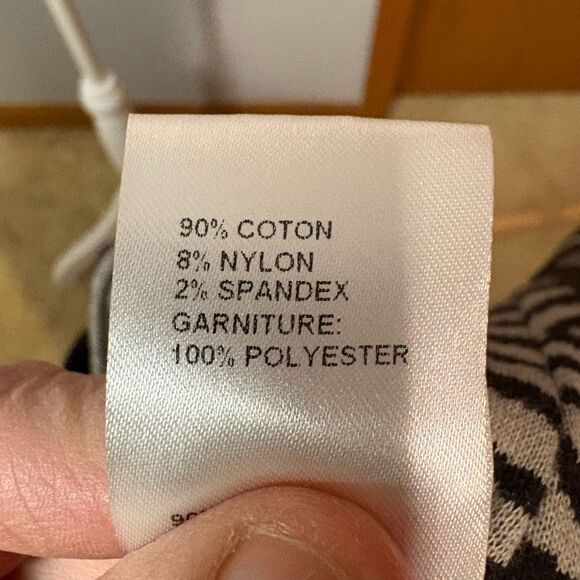 90% COTON
8% NYLON
2% SPANDEX
GARNITURE:
100% POLYESTER